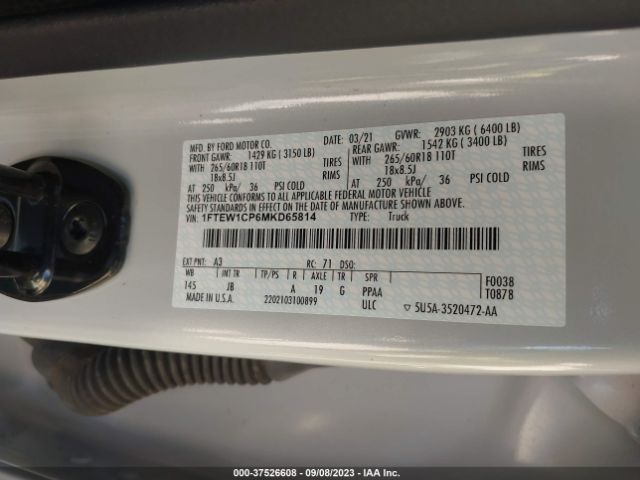 MFD. BY FORD MOTOR CO.
DATE: 03/21 GVWR: 2903 KG ( 6400 LB)
FRONT GAWR: 1429 KG ( 3150 LB) REAR GAWR: 1542 KG ( 3400 LB)
WITH 265/60R18 110T TIRES WITH 265/60R18 110T TIRES
18x8.5J RIMS 18x8.5J RIMS
AT 250 kPa/ 36 PSI COLD AT 250 kPa/ 36 PSI COLD
THIS VEHICLE CONFORMS TO ALL APPLICABLE FEDERAL MOTOR VEHICLE
SAFETY STANDARDS IN EFFECT ON THE DATE OF MANUFACTURE SHOWN ABOVE.
VIN: 1FTEW1CP6MKD65814 TYPE: Truck
EXT PNT: A3 RC: 71 DSO:
WB INT TR TP/PS R AXLE TR SPR F0038
145 JB A 19 G PPAA T0878
MADE IN U.S.A. 2202103100899 ULC ▽ 5U5A-3520472-AA
000-37526608 - 09/08/2023 - IAA Inc.